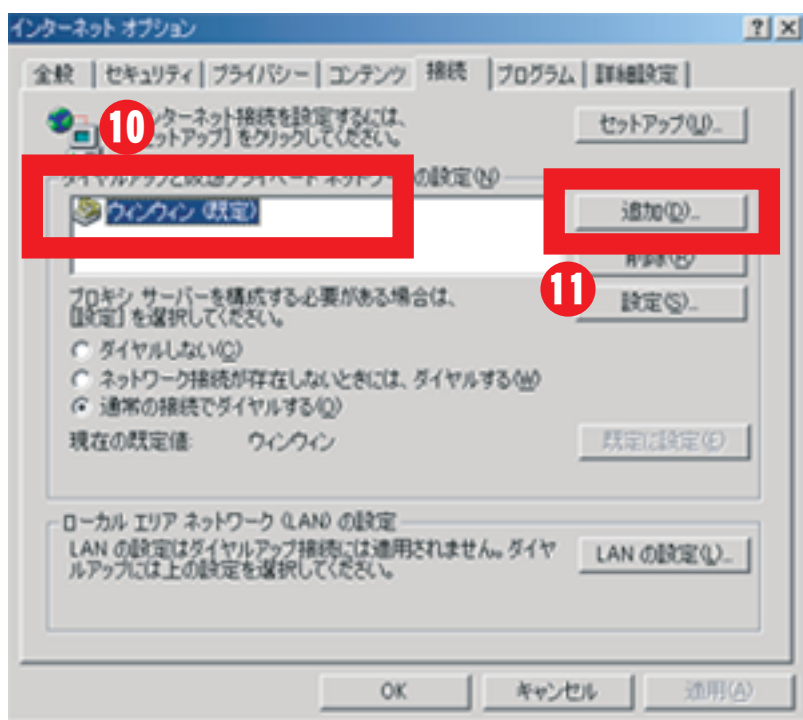 インターネット オプション
全般 セキュリティ プライバシー コンテンツ 接続 プログラム 詳細設定
10
ンターネット接続を設定するには、
ットアップ] をクリックしてください。
セットアップ(U)...
の設定(N)
ウィンウィン (既定)
追加(D)...
削除(R)
11
プロキシ サーバーを構成する必要がある場合は、
[設定] を選択してください。
設定(S)...
ダイヤルしない(C)
ネットワーク接続が存在しないときには、ダイヤルする(W)
通常の接続でダイヤルする(O)
現在の既定値: ウィンウィン
既定に設定(E)
ローカル エリア ネットワーク (LAN) の設定
LAN の設定はダイヤルアップ接続には適用されません。ダイヤ
ルアップには上の設定を選択してください。
LAN の設定(L)...
OK キャンセル 適用(A)